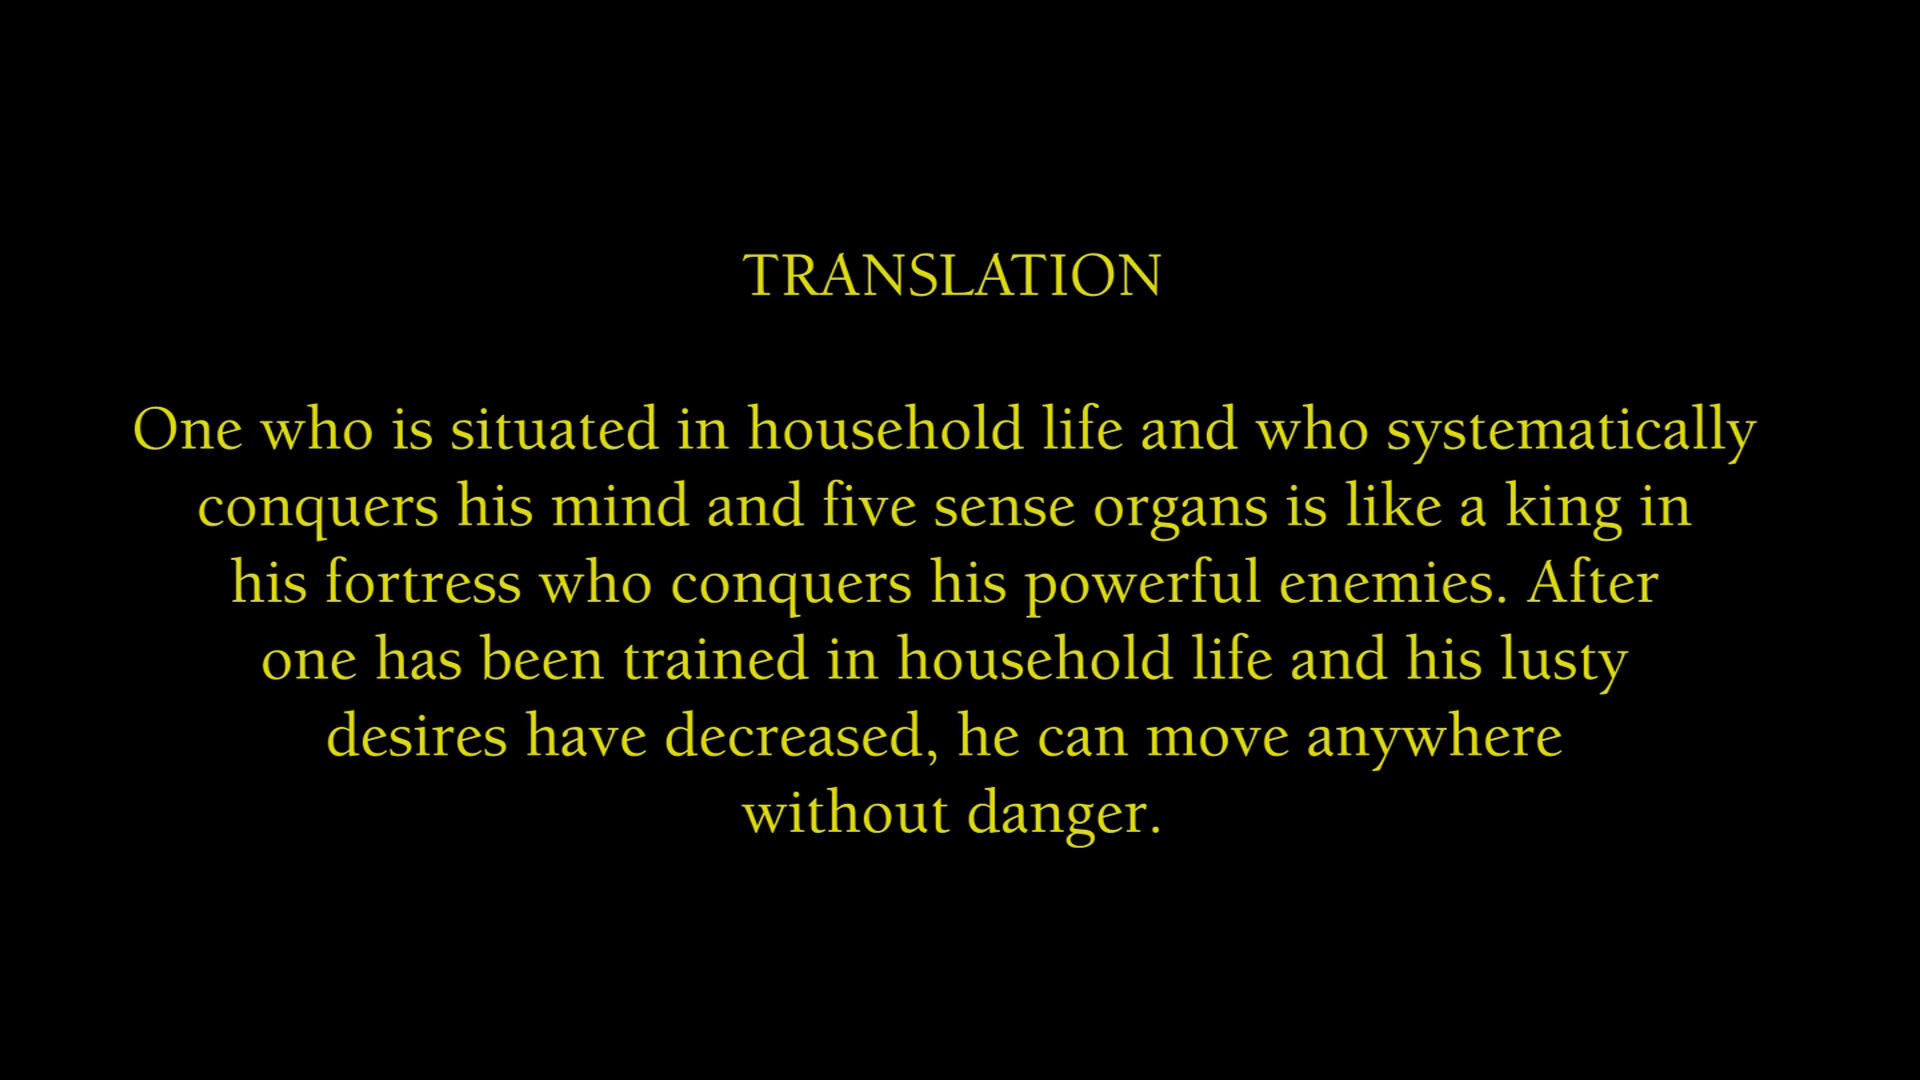 TRANSLATION
One who is situated in household life and who systematically
conquers his mind and five sense organs is like a king in
his fortress who conquers his powerful enemies. After
one has been trained in household life and his lusty
desires have decreased, he can move anywhere
without danger.